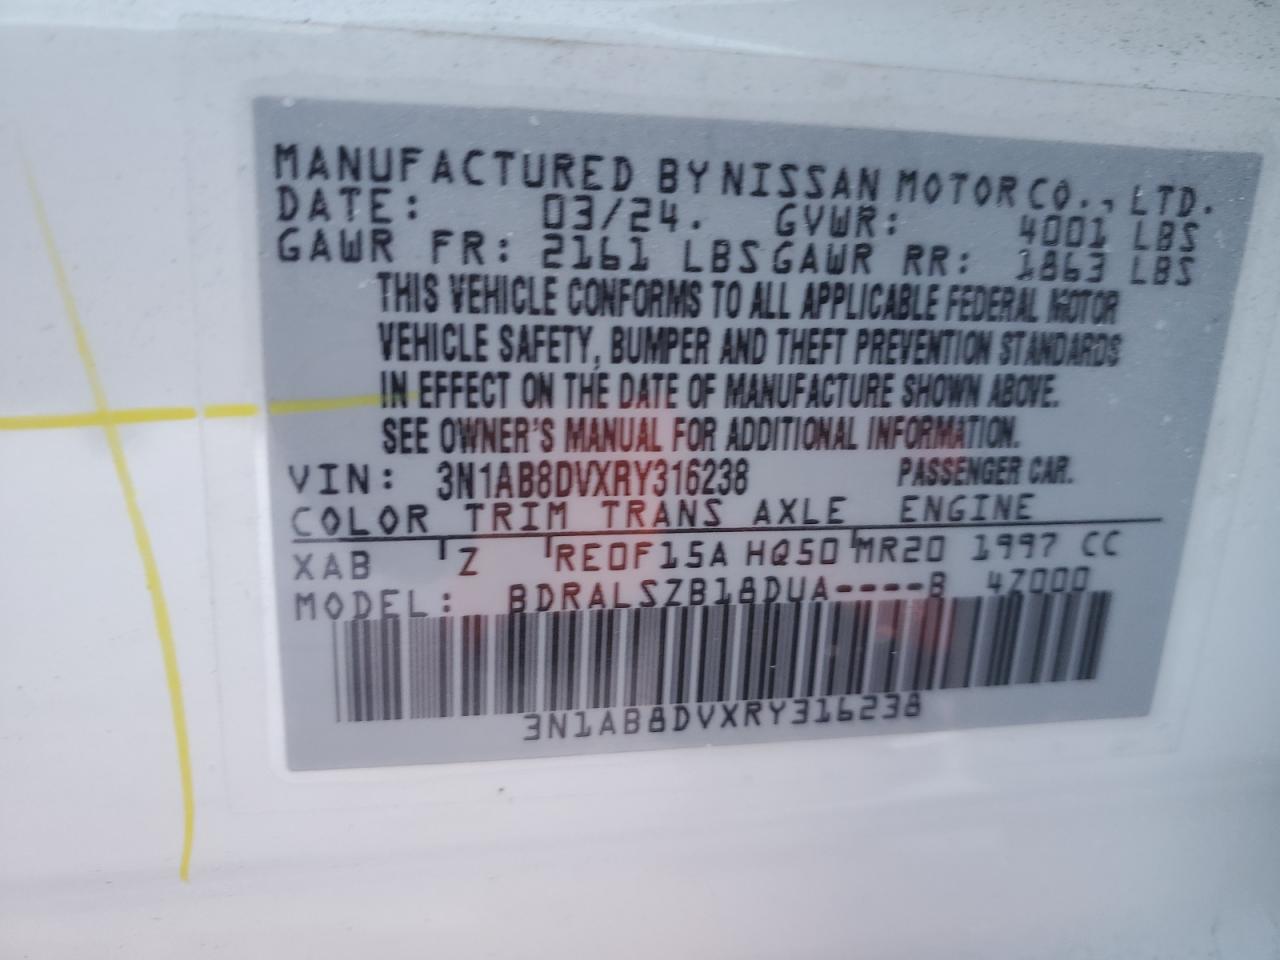 MANUFACTURED BY NISSAN MOTOR CO., LTD.
DATE: 03/24. GVWR: 4001 LBS
GAWR FR: 2161 LBS GAWR RR: 1863 LBS
THIS VEHICLE CONFORMS TO ALL APPLICABLE FEDERAL MOTOR
VEHICLE SAFETY, BUMPER AND THEFT PREVENTION STANDARDS
IN EFFECT ON THE DATE OF MANUFACTURE SHOWN ABOVE.
SEE OWNER'S MANUAL FOR ADDITIONAL INFORMATION.
VIN: 3N1AB8DVXRY316238 PASSENGER CAR.
COLOR TRIM TRANS AXLE ENGINE
XAB Z RE0F15A HQ50 MR20 1997 CC
MODEL: BDRALSZB18DUA----B 4Z000
3N1AB8DVXRY316238